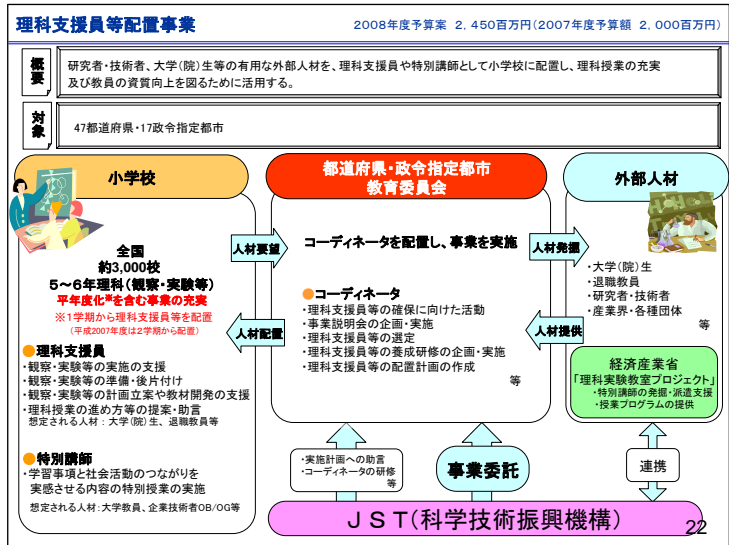 理科支援員等配置事業
2008年度予算案 2,450百万円(2007年度予算額 2,000百万円)
概要
研究者・技術者、大学(院)生等の有用な外部人材を、理科支援員や特別講師として小学校に配置し、理科授業の充実
及び教員の資質向上を図るために活用する。
対象
47都道府県・17政令指定都市
小学校
全国
約3,000校
5～6年理科(観察・実験等)
平年度化※を含む事業の充実
※1学期から理科支援員等を配置
(平成2007年度は2学期から配置)
●理科支援員
・観察・実験等の実施の支援
・観察・実験等の準備・後片付け
・観察・実験等の計画立案や教材開発の支援
・理科授業の進め方等の提案・助言
想定される人材:大学(院)生、退職教員等
●特別講師
・学習事項と社会活動のつながりを
実感させる内容の特別授業の実施
想定される人材:大学教員、企業技術者OB/OG等
人材要望
人材配置
都道府県・政令指定都市
教育委員会
コーディネータを配置し、事業を実施
●コーディネータ
・理科支援員等の確保に向けた活動
・事業説明会の企画・実施
・理科支援員等の選定
・理科支援員等の養成研修の企画・実施
・理科支援員等の配置計画の作成
等
人材発掘
人材提供
外部人材
・大学(院)生
・退職教員
・研究者・技術者
・産業界・各種団体
等
経済産業省
「理科実験教室プロジェクト」
・特別講師の発掘・派遣支援
・授業プログラムの提供
・実施計画への助言
・コーディネータの研修
等
事業委託
連携
JST(科学技術振興機構)
22